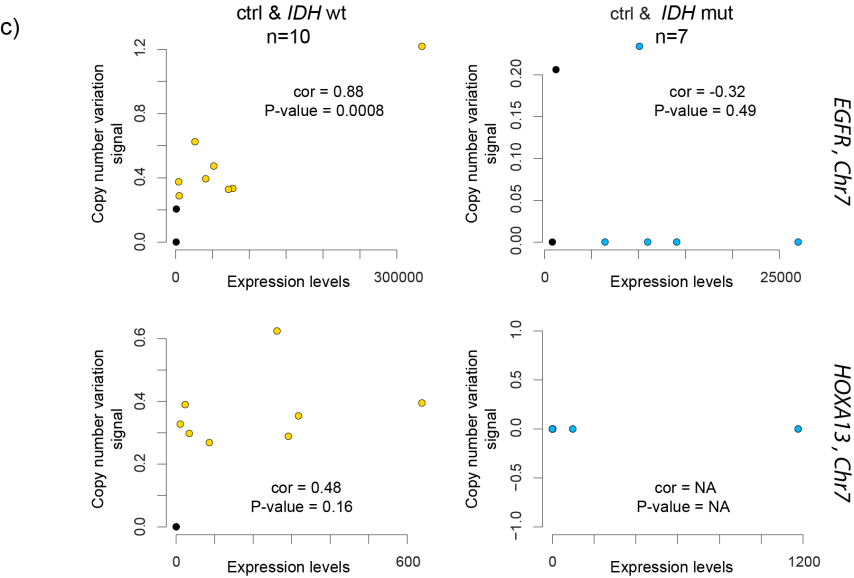 c)
ctrl & IDH wt
n=10
ctrl & IDH mut
n=7
Copy number variation
signal
1.2
0.8
0.4
0.0
cor = 0.88
P-value = 0.0008
0
300000
Expression levels
Copy number variation
signal
0.20
0.15
0.10
0.05
0.00
cor = -0.32
P-value = 0.49
0
25000
Expression levels
EGFR , Chr7
Copy number variation
signal
0.6
0.4
0.2
0.0
cor = 0.48
P-value = 0.16
0
600
Expression levels
Copy number variation
signal
1.0
0.5
0.0
−0.5
−1.0
cor = NA
P-value = NA
0
1200
Expression levels
HOXA13 , Chr7